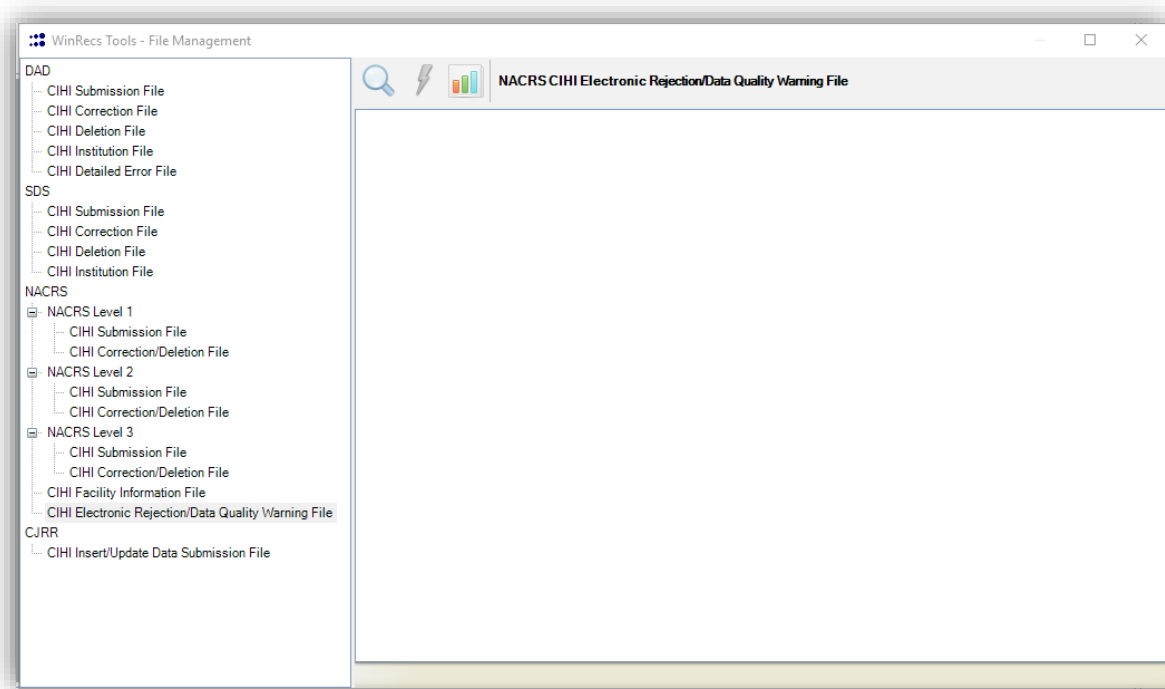 WinRecs Tools - File Management
DAD
CIHI Submission File
CIHI Correction File
CIHI Deletion File
CIHI Institution File
CIHI Detailed Error File
SDS
CIHI Submission File
CIHI Correction File
CIHI Deletion File
CIHI Institution File
NACRS
NACRS Level 1
CIHI Submission File
CIHI Correction/Deletion File
NACRS Level 2
CIHI Submission File
CIHI Correction/Deletion File
NACRS Level 3
CIHI Submission File
CIHI Correction/Deletion File
CIHI Facility Information File
CIHI Electronic Rejection/Data Quality Warning File
CJRR
CIHI Insert/Update Data Submission File
NACRS CIHI Electronic Rejection/Data Quality Warning File